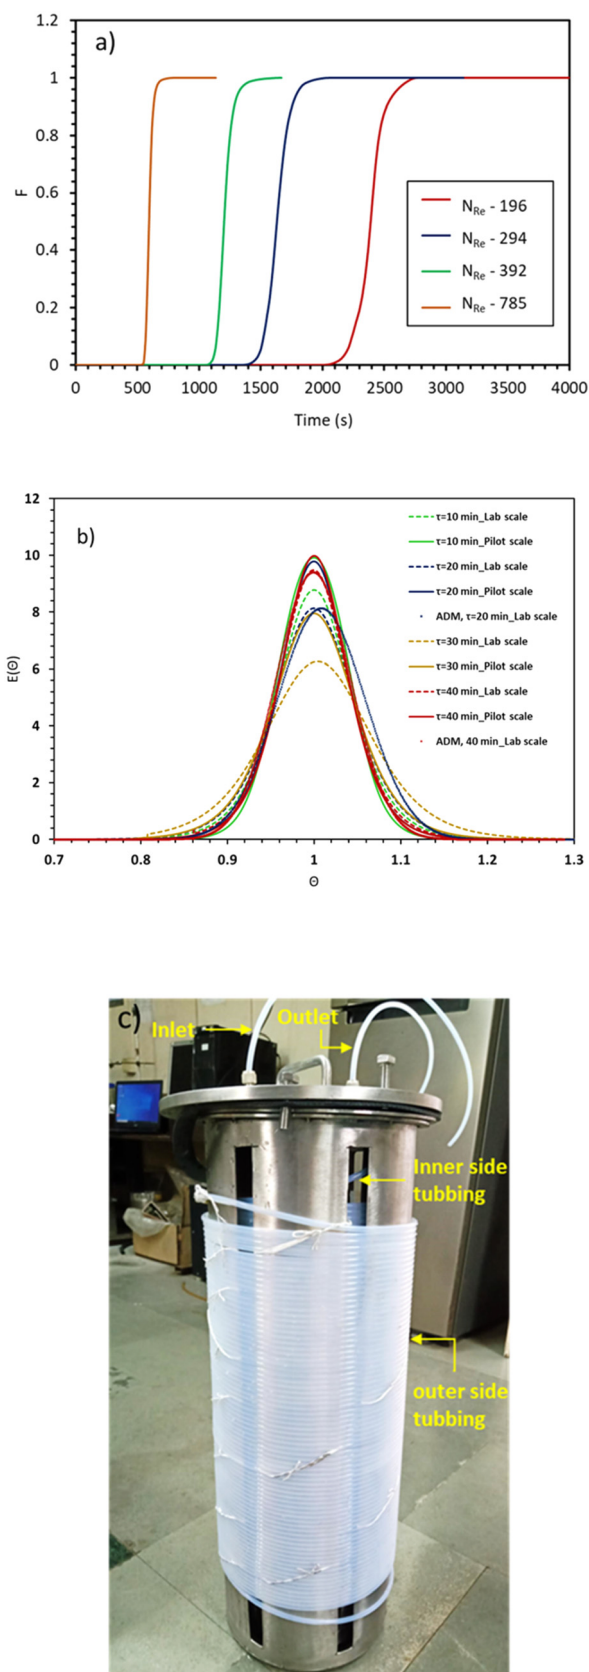 a)
1.2
1
0.8
0.6
0.4
0.2
0
F
0 500 1000 1500 2000 2500 3000 3500 4000
Time (s)
N_Re - 196
N_Re - 294
N_Re - 392
N_Re - 785
b)
12
10
8
6
4
2
0
E(Θ)
0.7 0.8 0.9 1 1.1 1.2 1.3
Θ
τ=10 min_Lab scale
τ=10 min_Pilot scale
τ=20 min_Lab scale
τ=20 min_Pilot scale
ADM, τ=20 min_Lab scale
τ=30 min_Lab scale
τ=30 min_Pilot scale
τ=40 min_Lab scale
τ=40 min_Pilot scale
ADM, 40 min_Lab scale
c)
Inlet
Outlet
Inner side
tubbing
outer side
tubbing